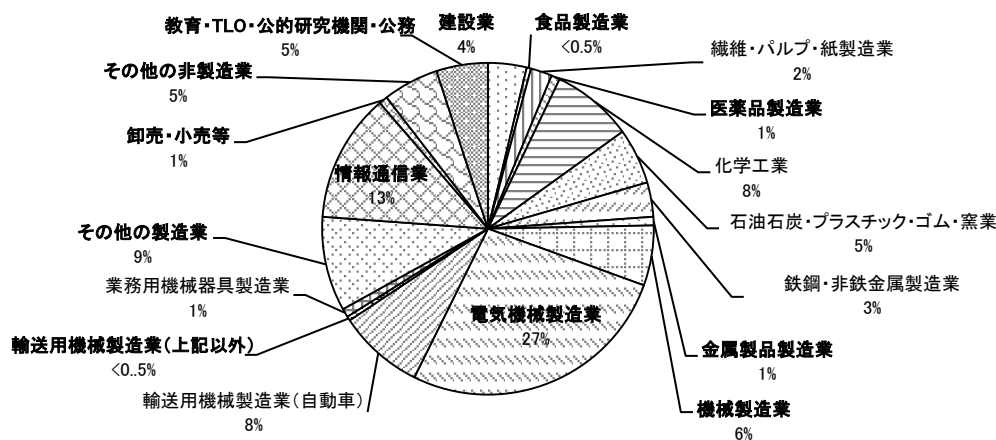 建設業
4%
食品製造業
<0.5%
繊維・パルプ・紙製造業
2%
医薬品製造業
1%
化学工業
8%
石油石炭・プラスチック・ゴム・窯業
5%
鉄鋼・非鉄金属製造業
3%
金属製品製造業
1%
機械製造業
6%
電気機械製造業
27%
輸送用機械製造業(自動車)
8%
輸送用機械製造業(上記以外)
<0..5%
業務用機械器具製造業
1%
その他の製造業
9%
情報通信業
13%
卸売・小売等
1%
その他の非製造業
5%
教育・TLO・公的研究機関・公務
5%